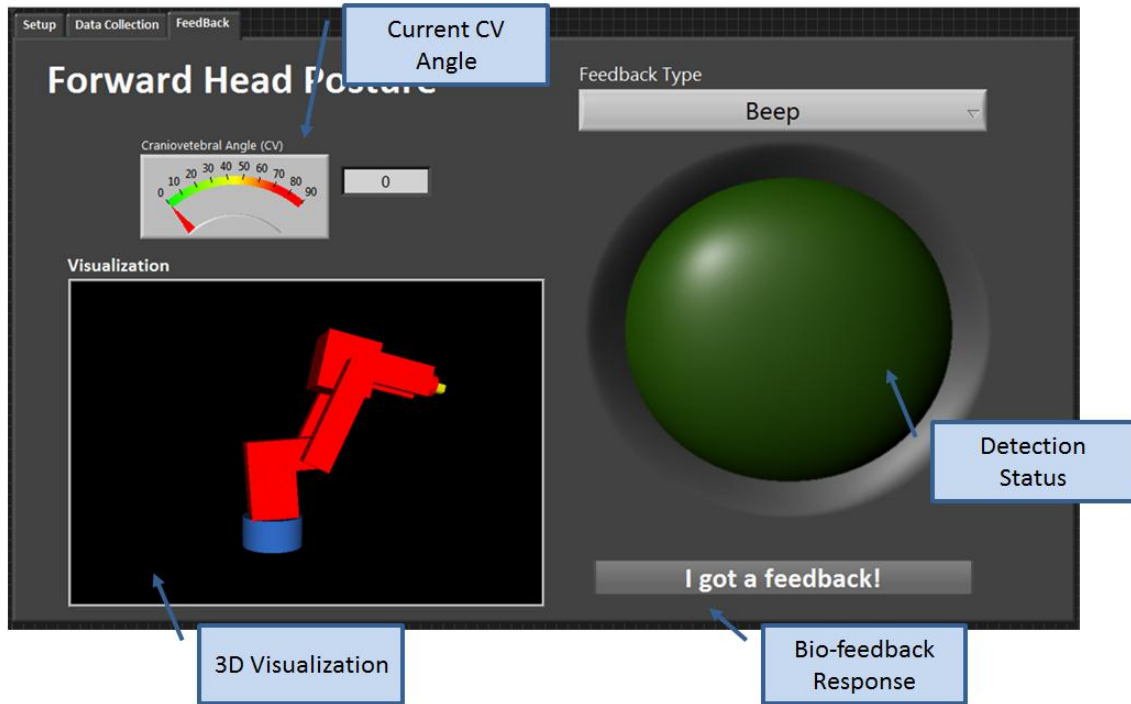 Setup
Data Collection
FeedBack
Current CV
Angle
Forward Head Posture
Feedback Type
Beep
Craniovetebral Angle (CV)
0 10 20 30 40 50 60 70 80 90
0
Visualization
Detection
Status
I got a feedback!
3D Visualization
Bio-feedback
Response